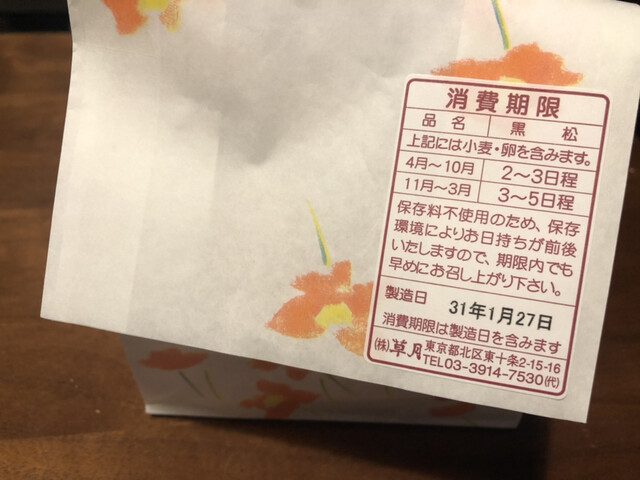 消費期限
品名 黒松
上記には小麦・卵を含みます。
4月〜10月 2〜3日程
11月〜3月 3〜5日程
保存料不使用のため、保存
環境によりお日持ちが前後
いたしますので、期限内でも
早めにお召し上がり下さい。
製造日 31年1月27日
消費期限は製造日を含みます
(株)草月 東京都北区東十条2-15-16
TEL03-3914-7530(代)